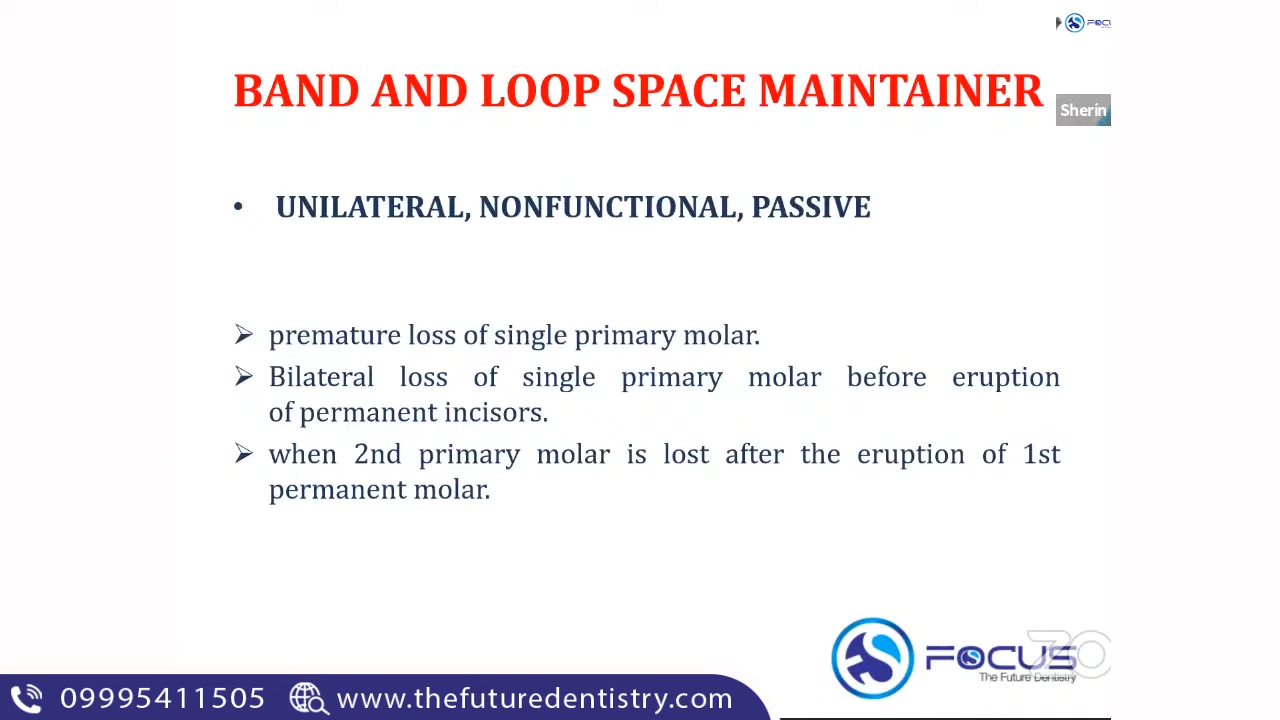 BAND AND LOOP SPACE MAINTAINER
Sherin
• UNILATERAL, NONFUNCTIONAL, PASSIVE
➢ premature loss of single primary molar.
➢ Bilateral loss of single primary molar before eruption
of permanent incisors.
➢ when 2nd primary molar is lost after the eruption of 1st
permanent molar.
FOCUS
The Future Dentistry
09995411505 www.thefuturedentistry.com